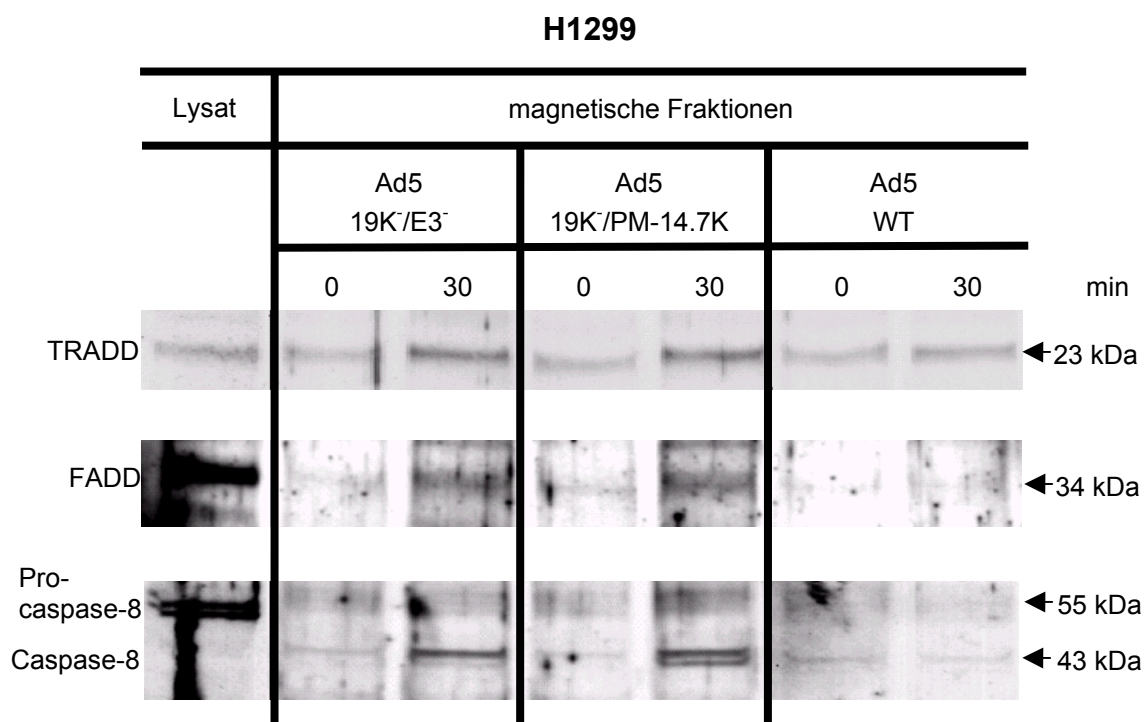 H1299
Lysat
magnetische Fraktionen
Ad5
19K⁻/E3⁻
Ad5
19K⁻/PM-14.7K
Ad5
WT
0 30 0 30 0 30 min
TRADD 23 kDa
FADD 34 kDa
Pro-
caspase-8 55 kDa
Caspase-8 43 kDa